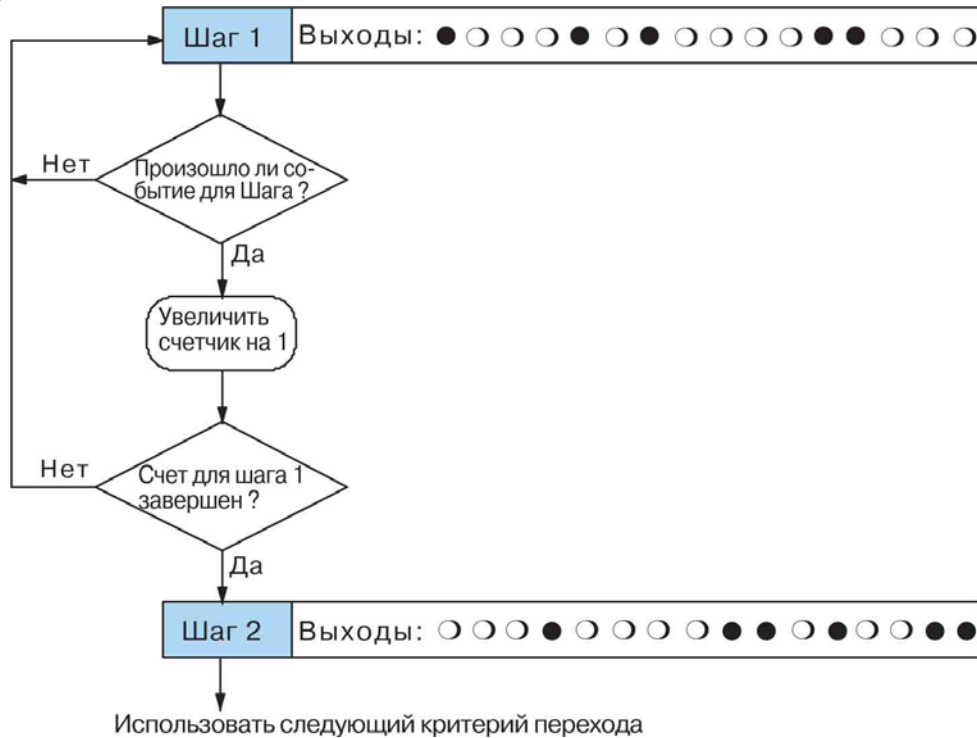 Шаг 1
Выходы:
Нет
Произошло ли со-
бытие для Шага ?
Да
Увеличить
счетчик на 1
Нет
Счет для шага 1
завершен ?
Да
Шаг 2
Выходы:
Использовать следующий критерий перехода